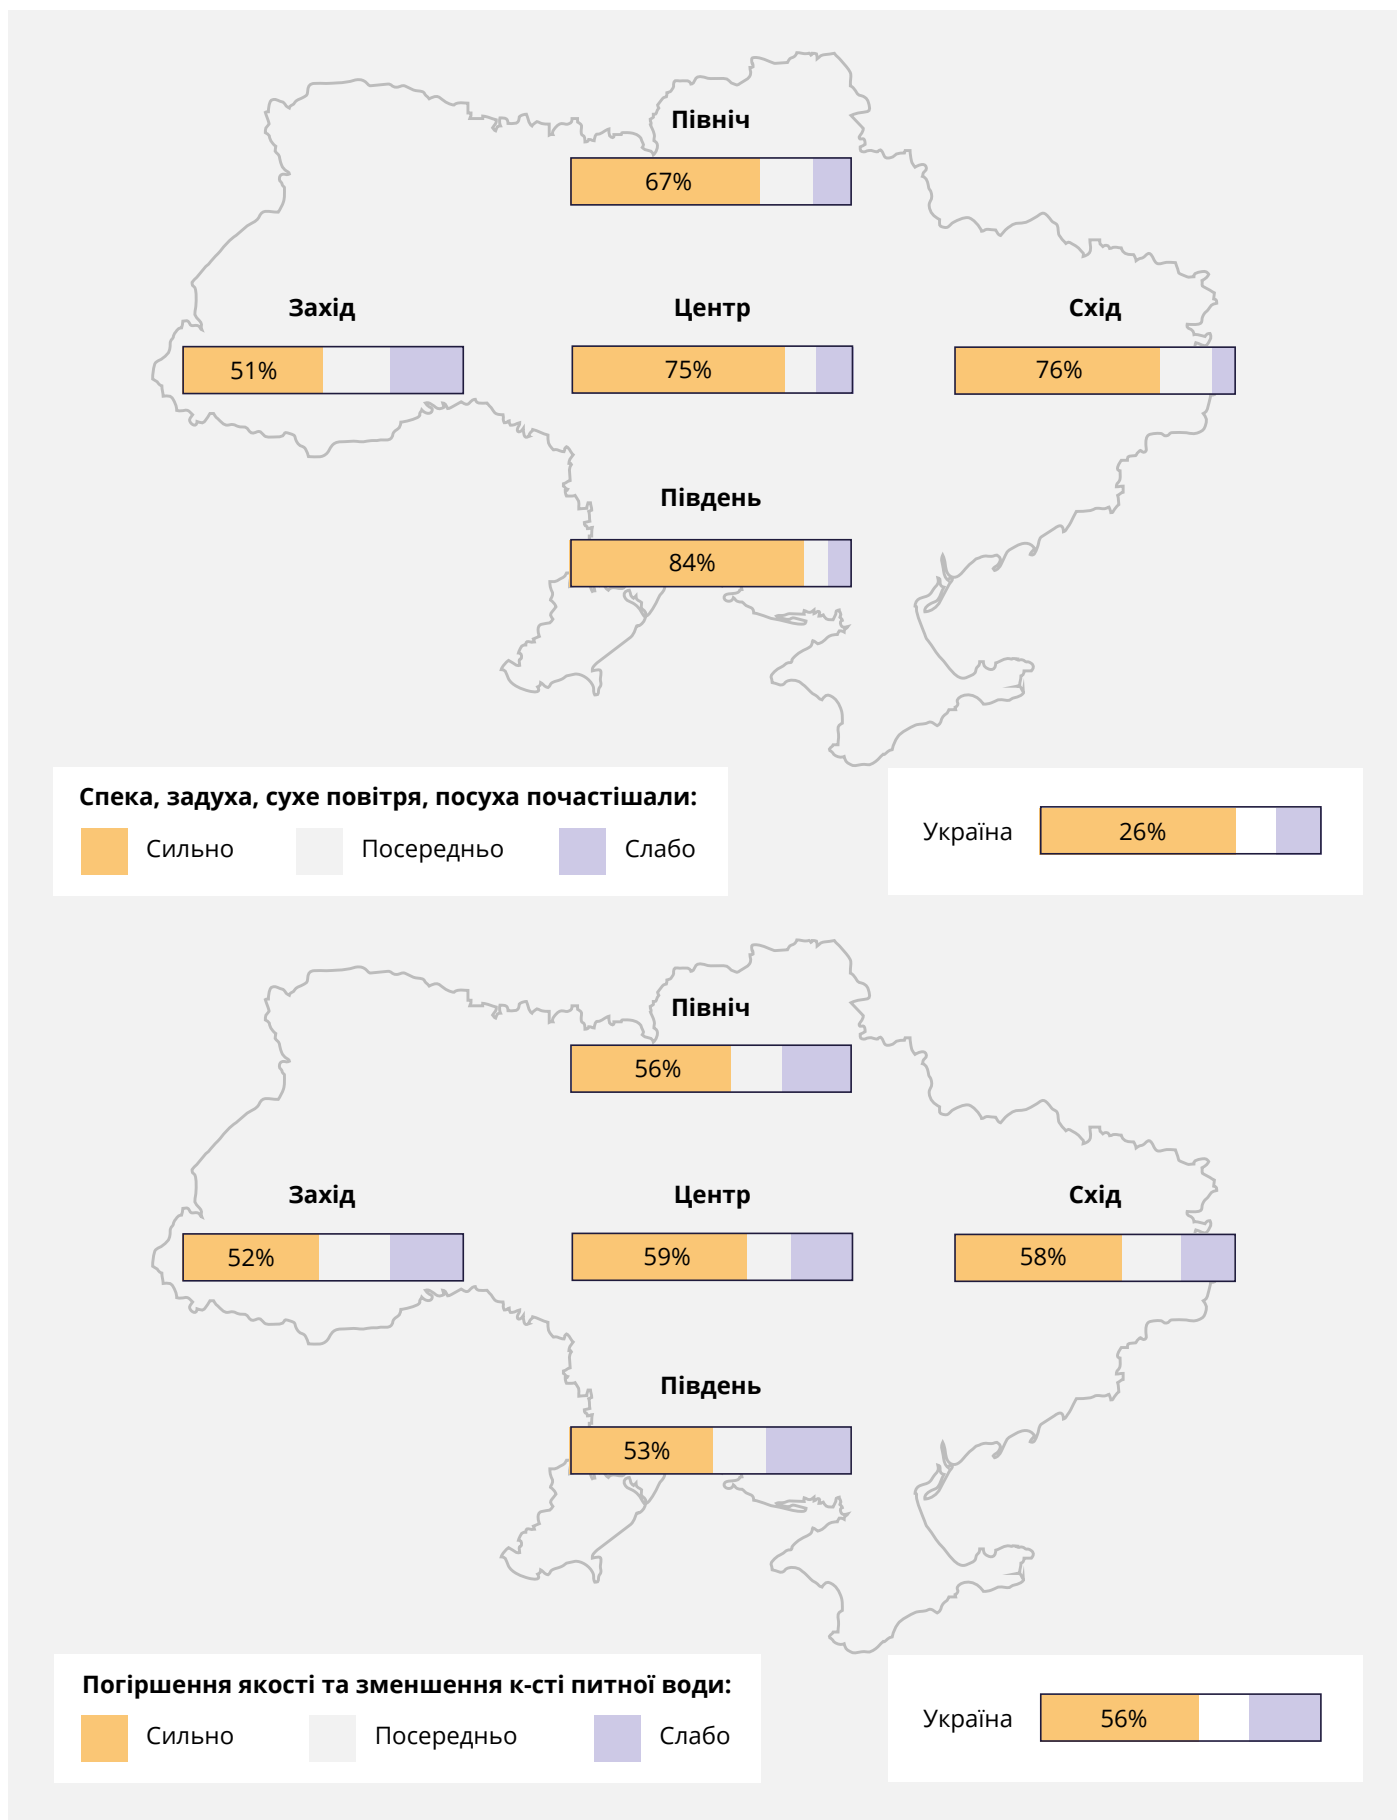 Північ
67%
Захід
Центр
Схід
51%
75%
76%
Південь
84%
Спека, задуха, сухе повітря, посуха почастішали:
Сильно
Посередньо
Слабо
Україна
26%
Північ
56%
Захід
Центр
Схід
52%
59%
58%
Південь
53%
Погіршення якості та зменшення к-сті питної води:
Сильно
Посередньо
Слабо
Україна
56%